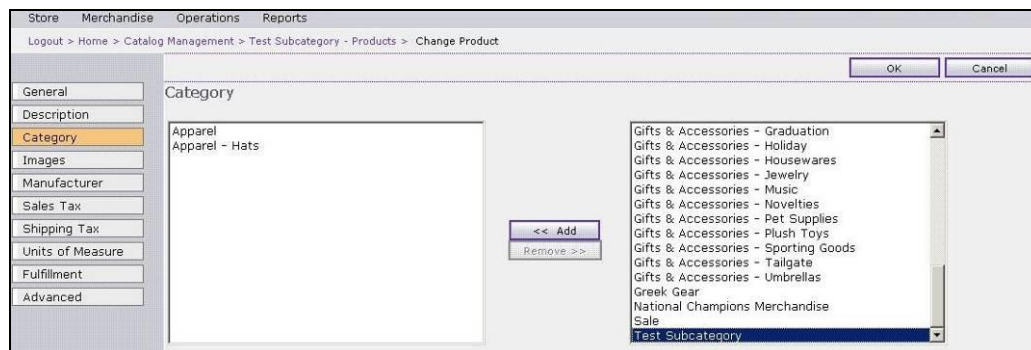 Store Merchandise Operations Reports
Logout > Home > Catalog Management > Test Subcategory - Products > Change Product
OK Cancel
General
Description
Category
Images
Manufacturer
Sales Tax
Shipping Tax
Units of Measure
Fulfillment
Advanced
Category
Apparel
Apparel - Hats
<< Add
Remove >>
Gifts & Accessories - Graduation
Gifts & Accessories - Holiday
Gifts & Accessories - Housewares
Gifts & Accessories - Jewelry
Gifts & Accessories - Music
Gifts & Accessories - Novelties
Gifts & Accessories - Pet Supplies
Gifts & Accessories - Plush Toys
Gifts & Accessories - Sporting Goods
Gifts & Accessories - Tailgate
Gifts & Accessories - Umbrellas
Greek Gear
National Champions Merchandise
Sale
Test Subcategory